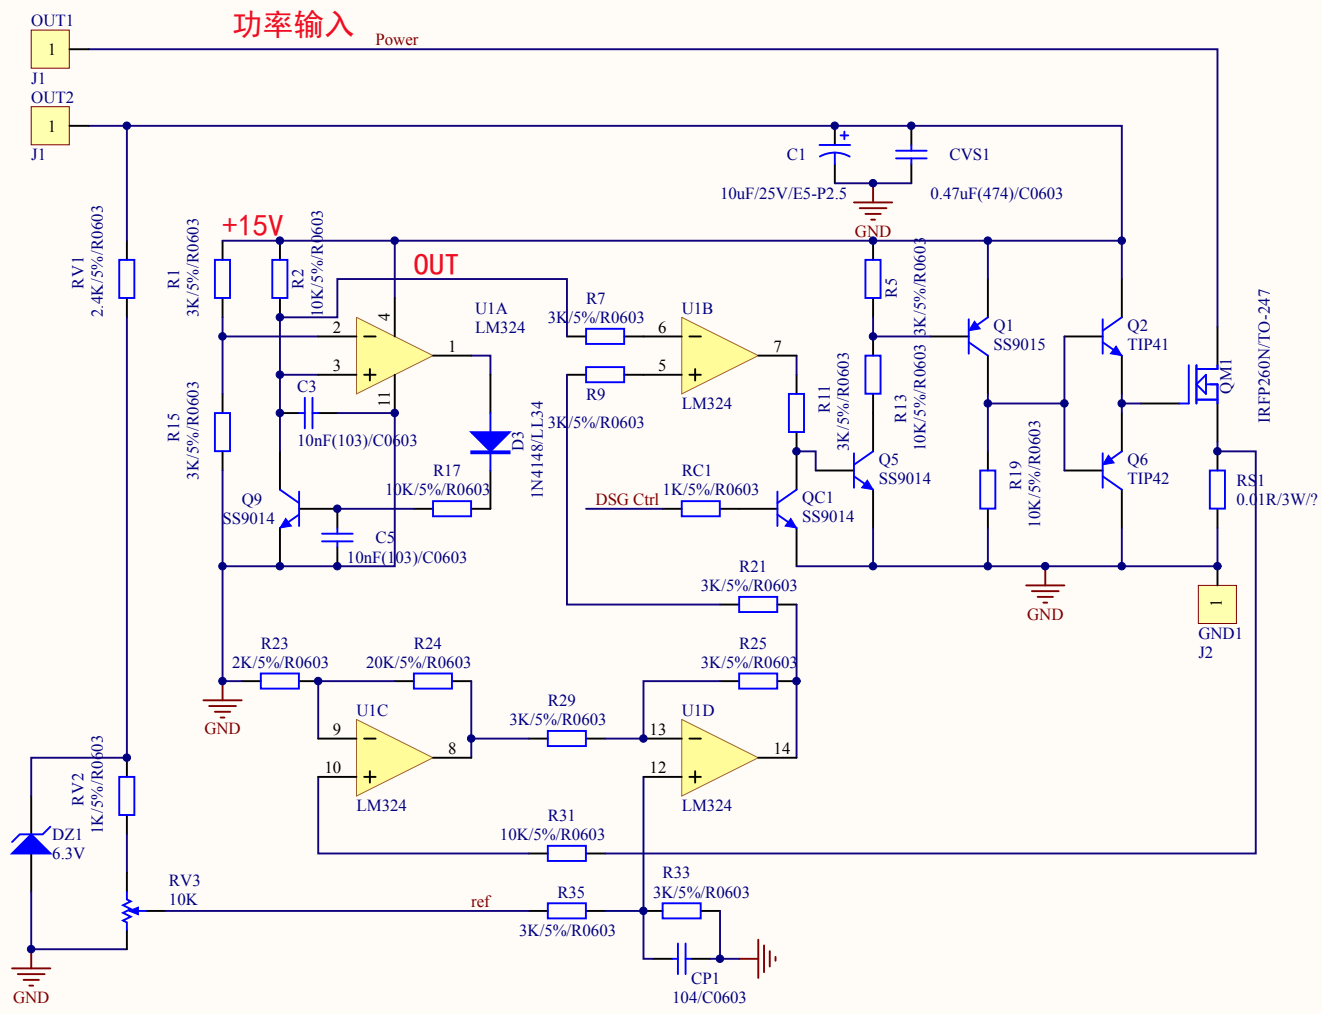 OUT1
功率输入
Power
1
J1
OUT2
1
J1
C1
10uF/25V/E5-P2.5
CVS1
0.47uF(474)/C0603
GND
+15V
OUT
RV1
2.4K/5%/R0603
R1
3K/5%/R0603
R2
10K/5%/R0603
U1A
LM324
2
3
4
11
1
R7
3K/5%/R0603
U1B
6
5
7
LM324
R9
3K/5%/R0603
R5
3K/5%/R0603
Q1
SS9015
Q2
TIP41
QM1
IRFP260N/TO-247
R15
3K/5%/R0603
C3
10nF(103)/C0603
D3
1N4148/LL34
R11
3K/5%/R0603
R13
10K/5%/R0603
R17
10K/5%/R0603
Q9
SS9014
C5
10nF(103)/C0603
DSG Ctrl
RC1
1K/5%/R0603
QC1
SS9014
Q5
SS9014
R19
10K/5%/R0603
Q6
TIP42
RS1
0.01R/3W/?
R21
3K/5%/R0603
GND
1
GND1
J2
R23
2K/5%/R0603
R24
20K/5%/R0603
R25
3K/5%/R0603
GND
U1C
9
10
8
LM324
R29
3K/5%/R0603
U1D
13
12
14
LM324
RV2
1K/5%/R0603
DZ1
6.3V
R31
10K/5%/R0603
RV3
10K
ref
R35
3K/5%/R0603
R33
3K/5%/R0603
CP1
104/C0603
GND